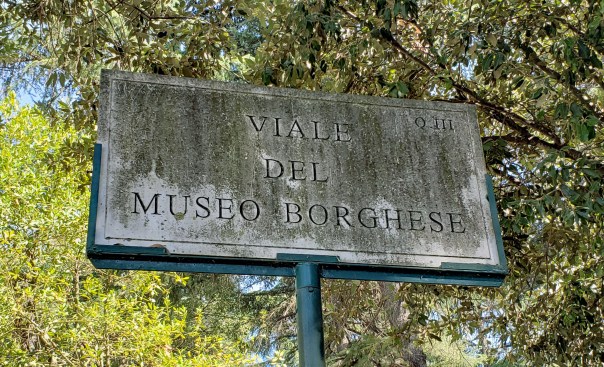 VIALE Q.III
DEL
MUSEO BORGHESE